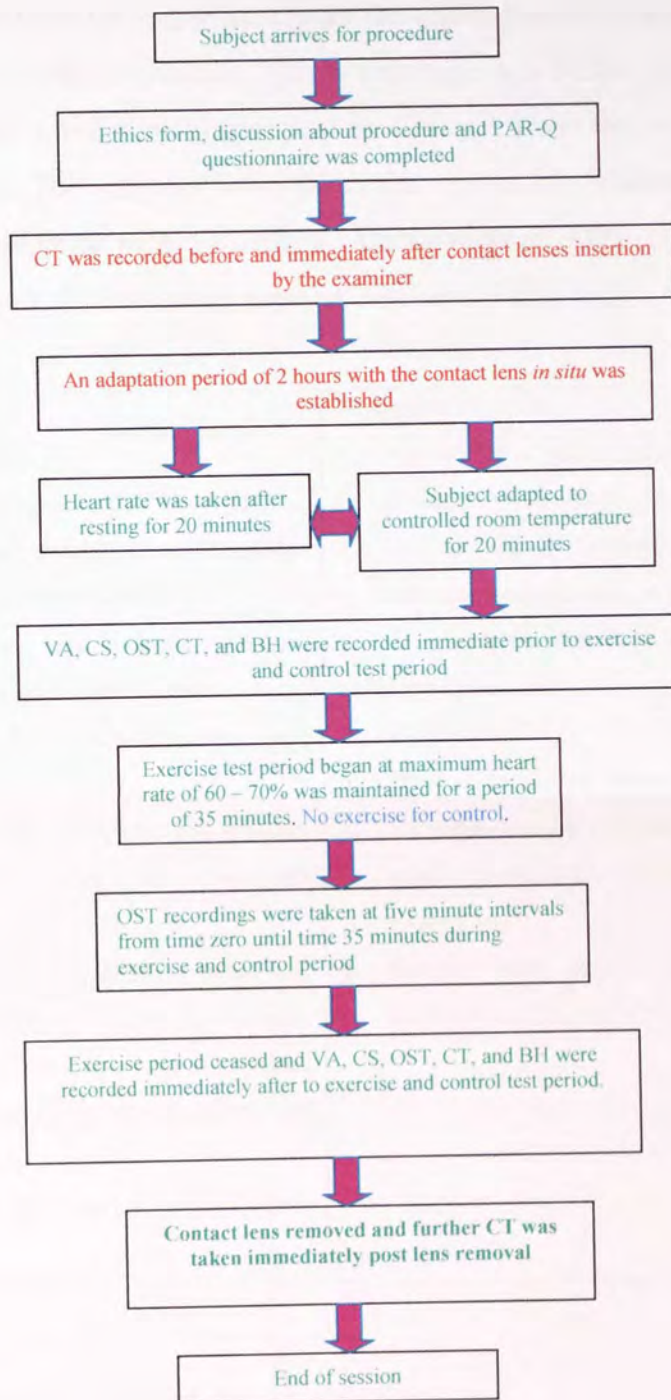 Subject arrives for procedure
Ethics form, discussion about procedure and PAR-Q
questionnaire was completed
CT was recorded before and immediately after contact lenses insertion
by the examiner
An adaptation period of 2 hours with the contact lens in situ was
established
Heart rate was taken after
resting for 20 minutes
Subject adapted to
controlled room temperature
for 20 minutes
VA, CS, OST, CT, and BH were recorded immediate prior to exercise
and control test period
Exercise test period began at maximum heart
rate of 60 – 70% was maintained for a period
of 35 minutes. No exercise for control.
OST recordings were taken at five minute intervals
from time zero until time 35 minutes during
exercise and control period
Exercise period ceased and VA, CS, OST, CT, and BH were
recorded immediately after to exercise and control test period.
Contact lens removed and further CT was
taken immediately post lens removal
End of session